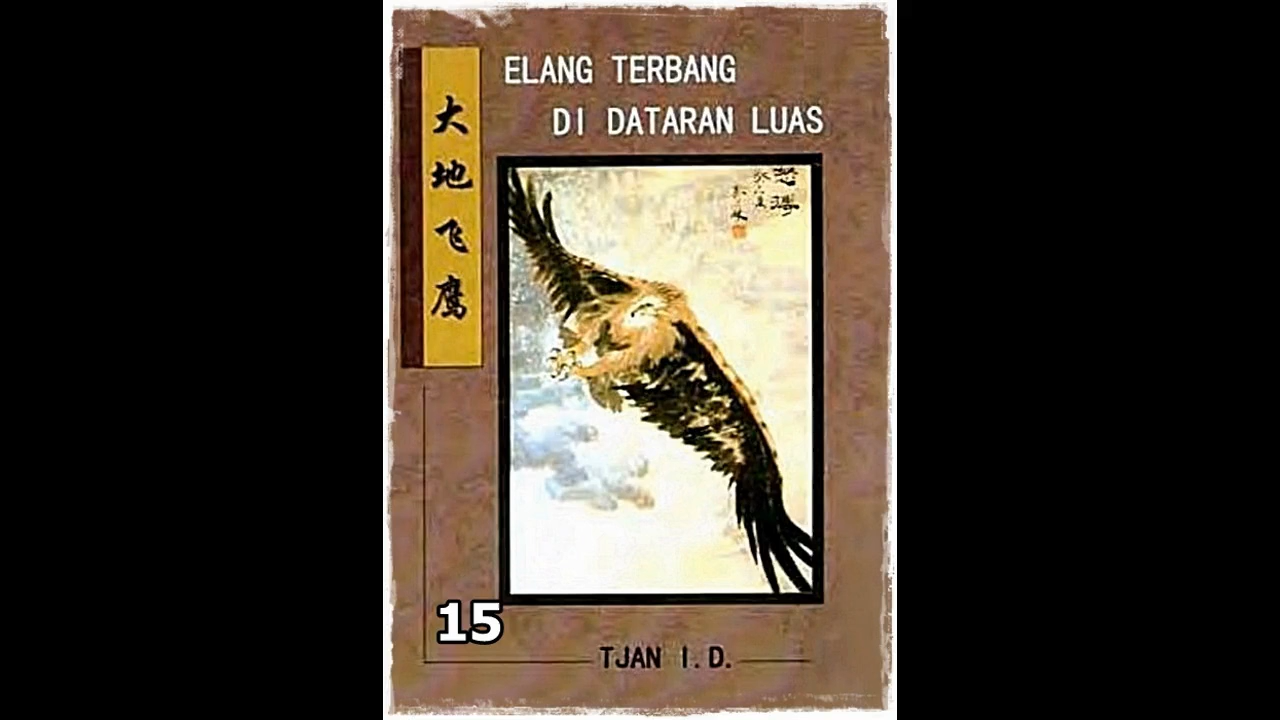 ELANG TERBANG
DI DATARAN LUAS
大地飞鹰
15
TJAN I.D.